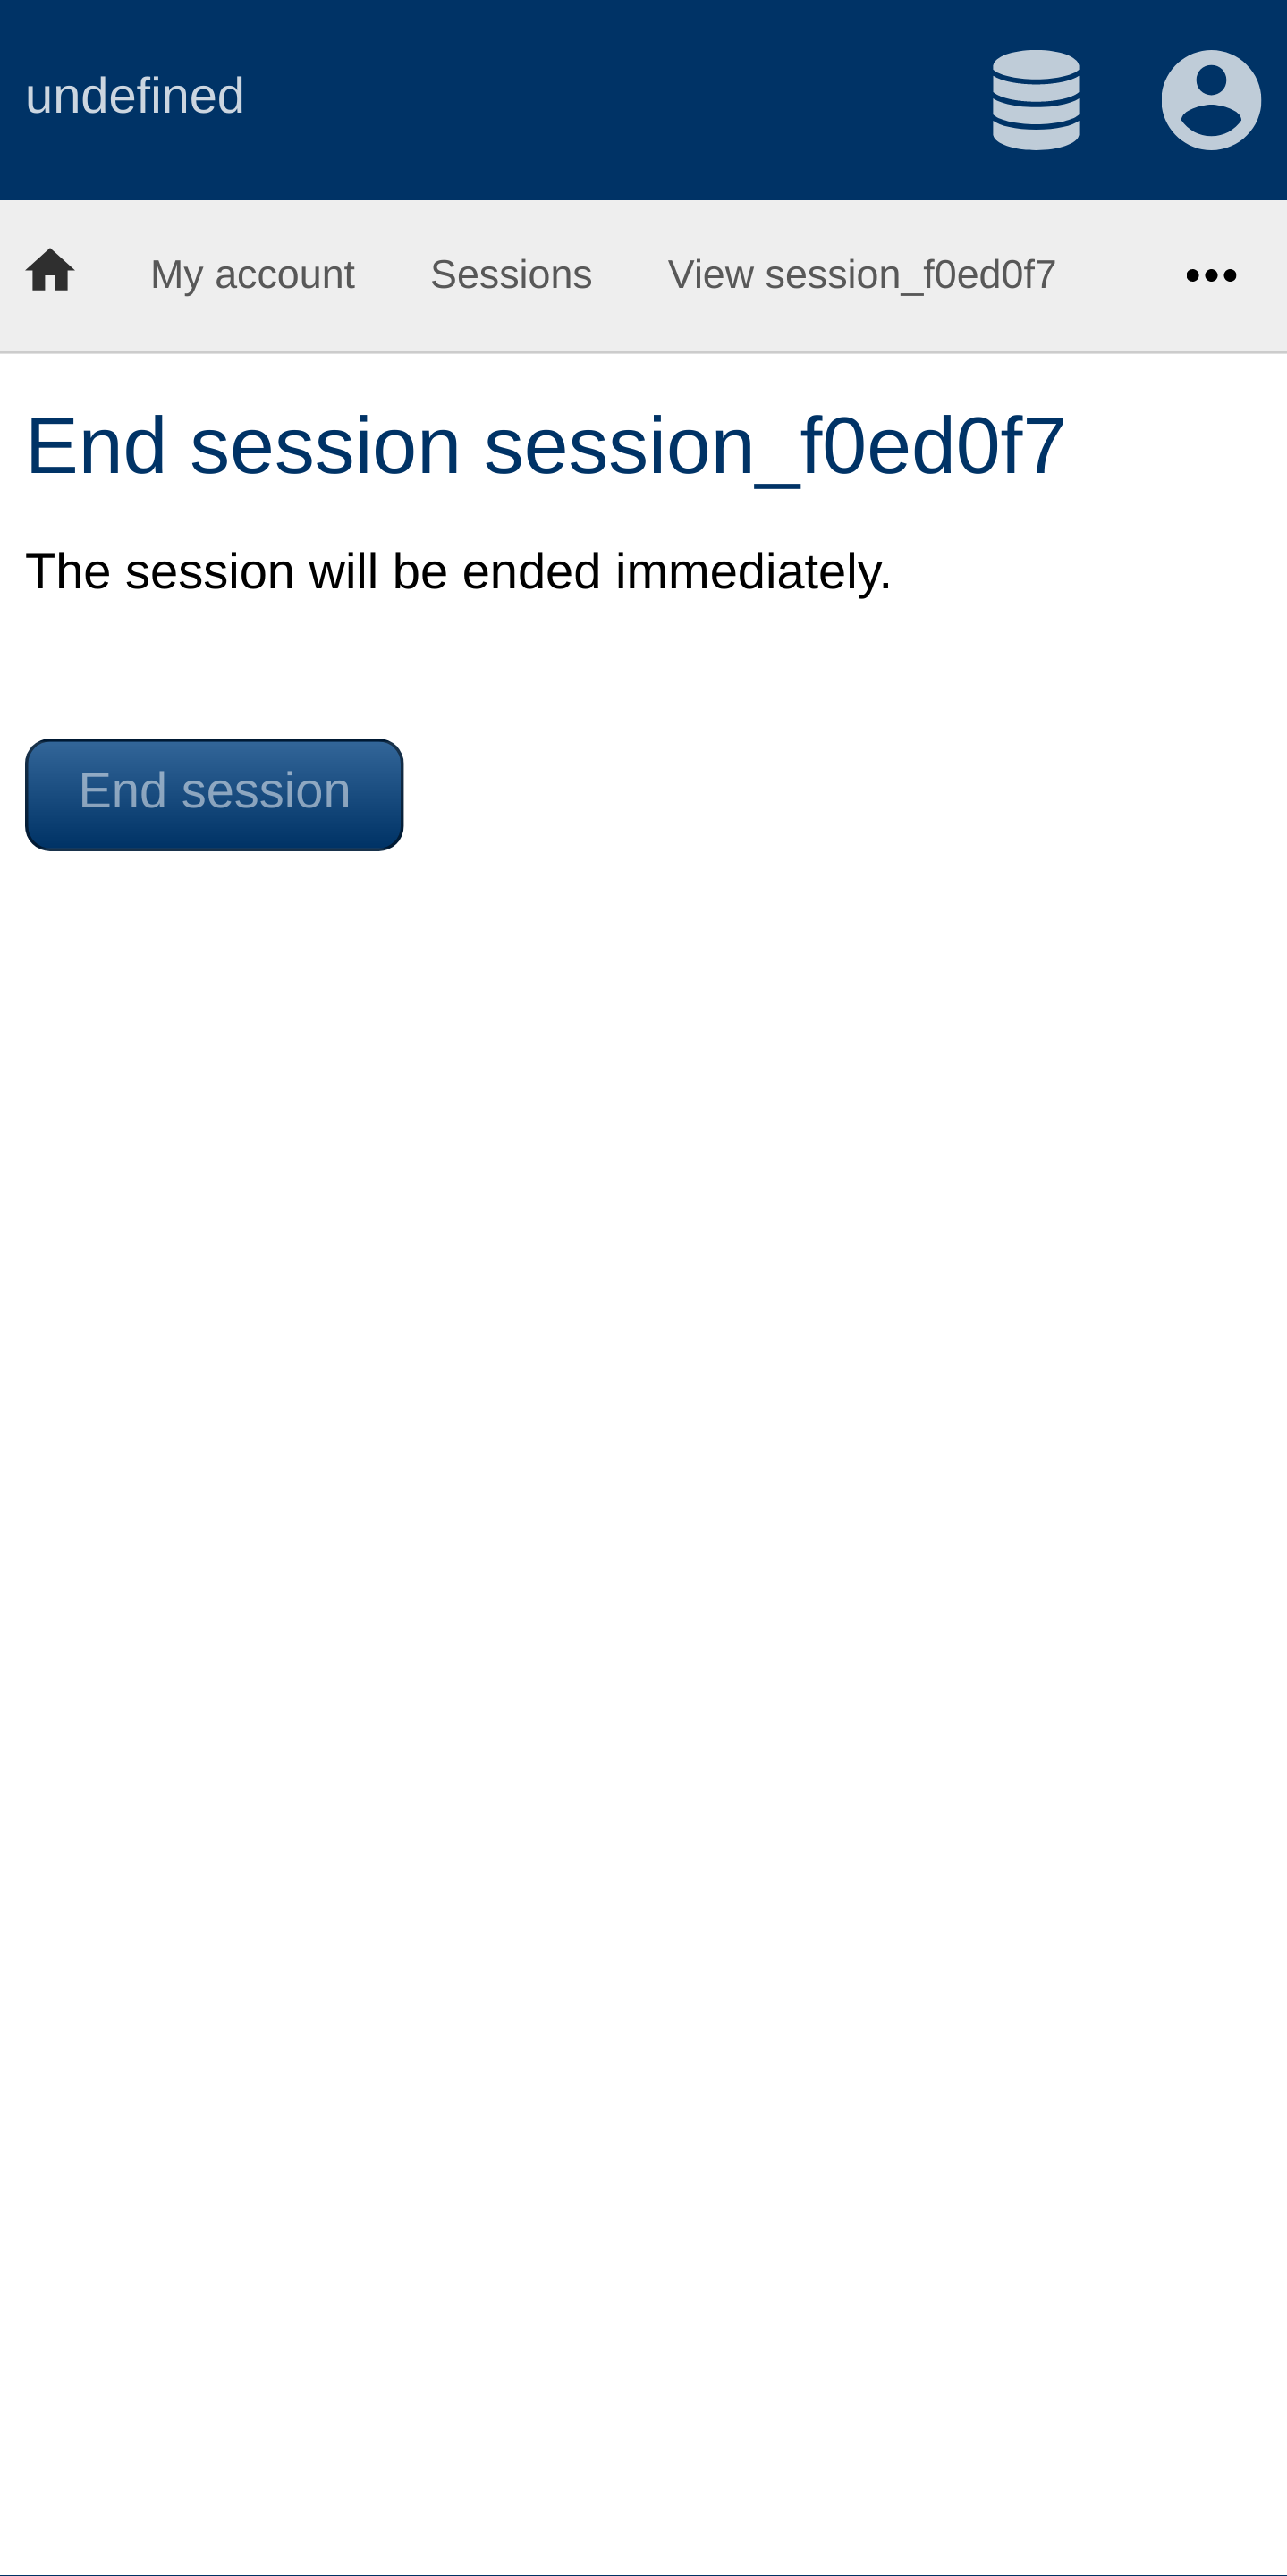 undefined
My account Sessions View session_f0ed0f7
End session session_f0ed0f7
The session will be ended immediately.
End session